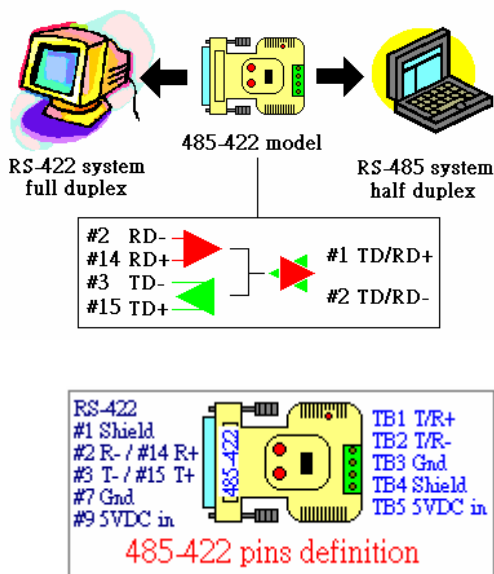 485-422 model
RS-422 system
full duplex
RS-485 system
half duplex
#2 RD-
#14 RD+
#3 TD-
#15 TD+
#1 TD/RD+
#2 TD/RD-
RS-422
#1 Shield
#2 R- / #14 R+
#3 T- / #15 T+
#7 Gnd
#9 5VDC in
[485-422]
TB1 T/R+
TB2 T/R-
TB3 Gnd
TB4 Shield
TB5 5VDC in
485-422 pins definition